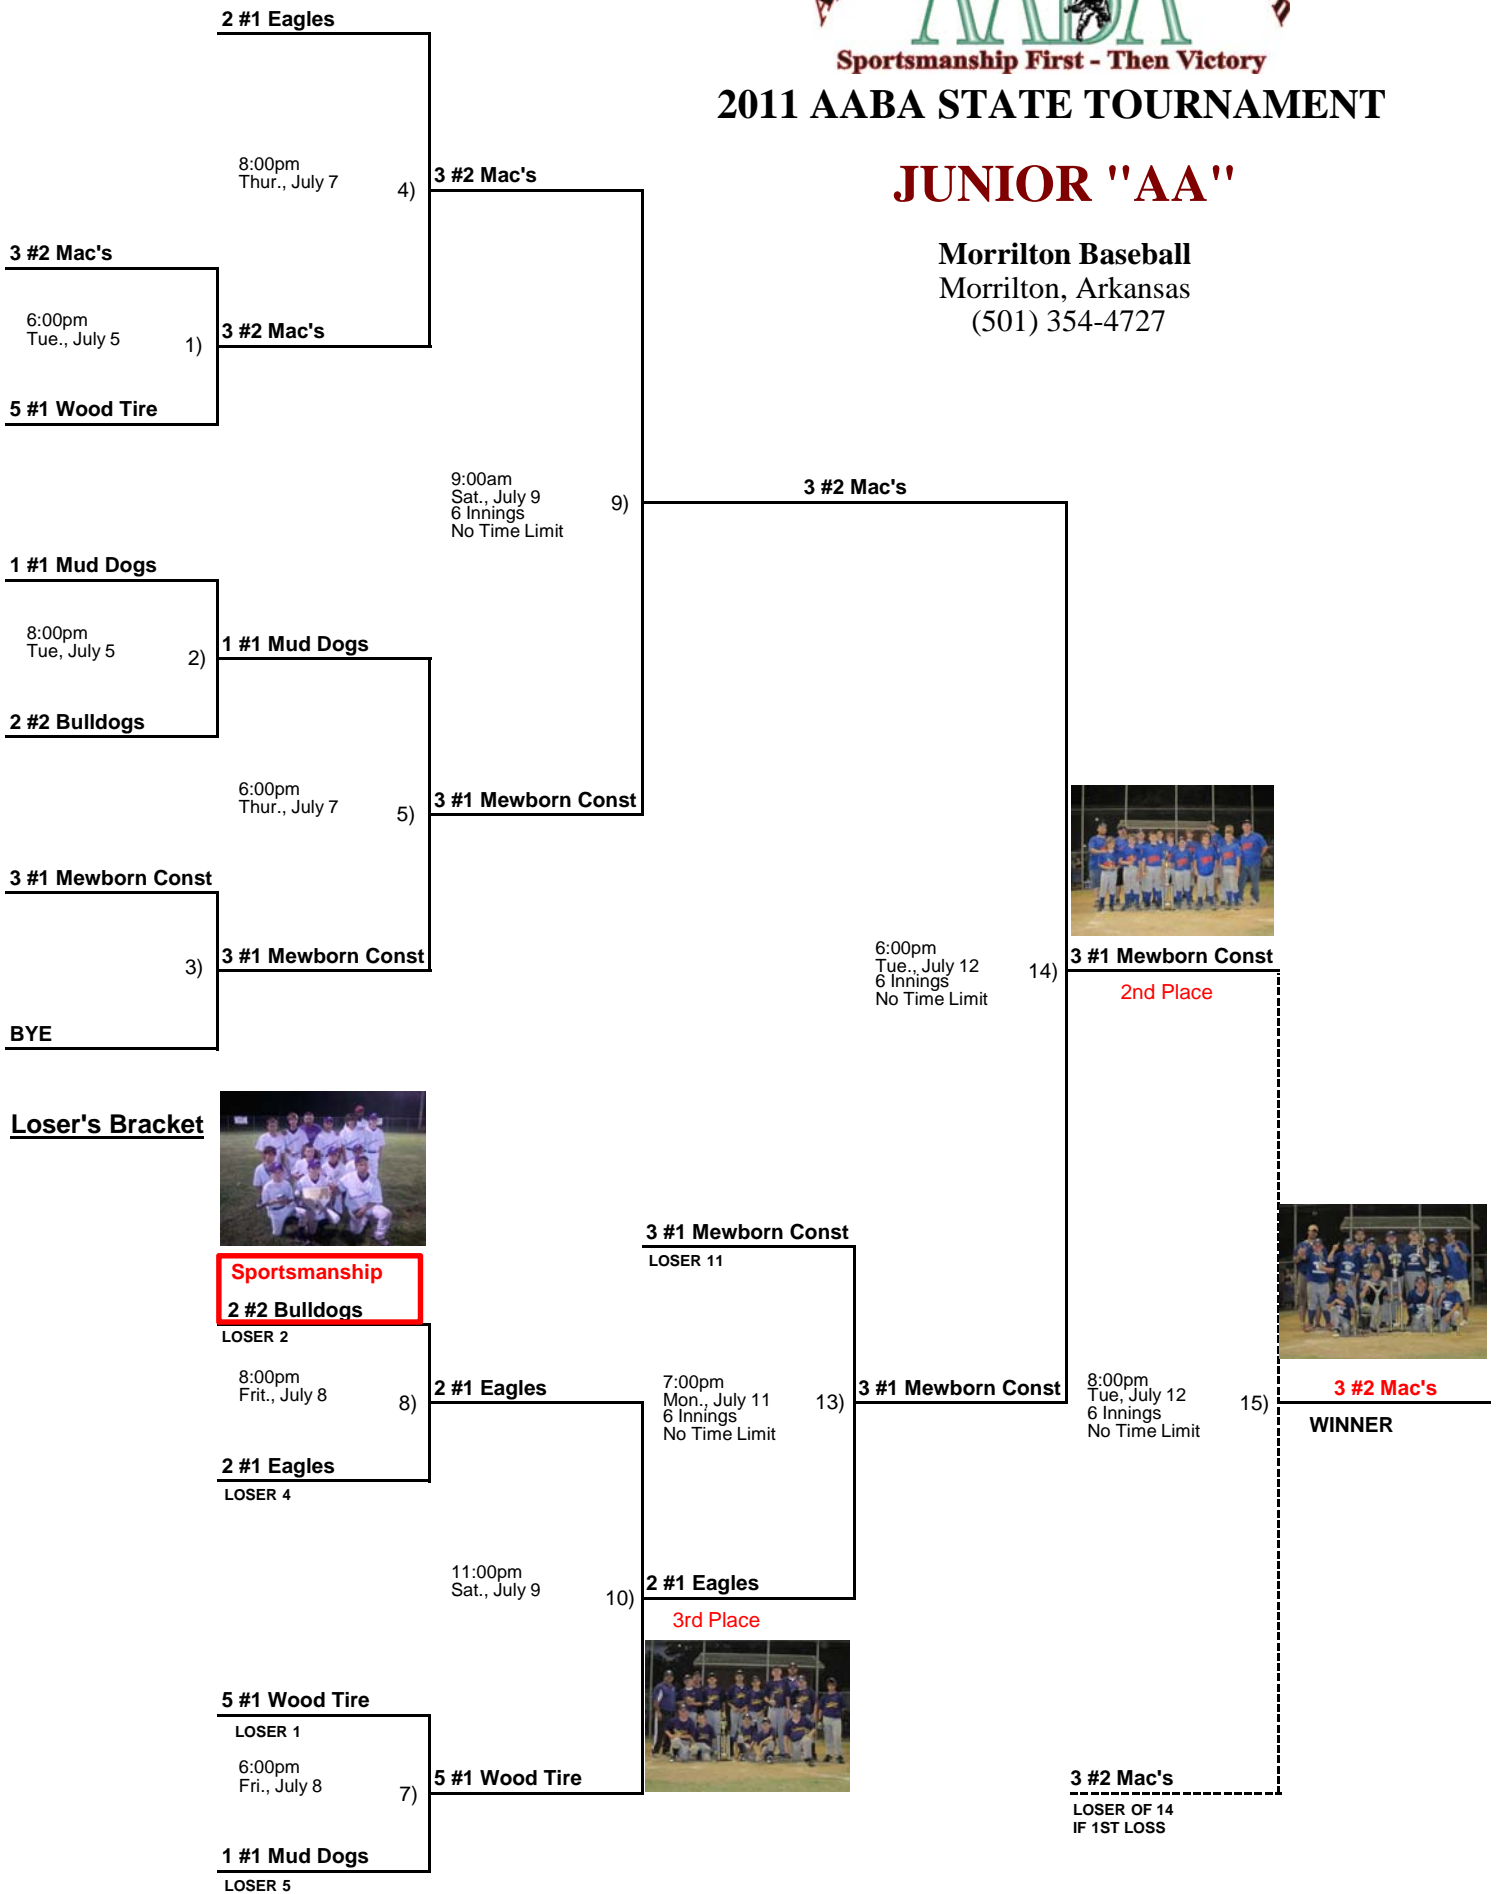 AABA
Sportsmanship First - Then Victory
2011 AABA STATE TOURNAMENT
JUNIOR "AA"
Morrilton Baseball
Morrilton, Arkansas
(501) 354-4727
2 #1 Eagles
8:00pm
Thur., July 7
4)
3 #2 Mac's
3 #2 Mac's
6:00pm
Tue., July 5
1)
3 #2 Mac's
5 #1 Wood Tire
9:00am
Sat., July 9
6 Innings
No Time Limit
9)
3 #2 Mac's
1 #1 Mud Dogs
8:00pm
Tue, July 5
2)
1 #1 Mud Dogs
2 #2 Bulldogs
6:00pm
Thur., July 7
5)
3 #1 Mewborn Const
3 #1 Mewborn Const
3)
3 #1 Mewborn Const
BYE
6:00pm
Tue., July 12
6 Innings
No Time Limit
14)
3 #1 Mewborn Const
2nd Place
Loser's Bracket
Sportsmanship
2 #2 Bulldogs
LOSER 2
8:00pm
Frit., July 8
8)
2 #1 Eagles
2 #1 Eagles
LOSER 4
3 #1 Mewborn Const
LOSER 11
7:00pm
Mon., July 11
6 Innings
No Time Limit
13)
3 #1 Mewborn Const
8:00pm
Tue, July 12
6 Innings
No Time Limit
15)
3 #2 Mac's
WINNER
11:00pm
Sat., July 9
10)
2 #1 Eagles
3rd Place
5 #1 Wood Tire
LOSER 1
6:00pm
Fri., July 8
7)
5 #1 Wood Tire
1 #1 Mud Dogs
LOSER 5
3 #2 Mac's
LOSER OF 14
IF 1ST LOSS